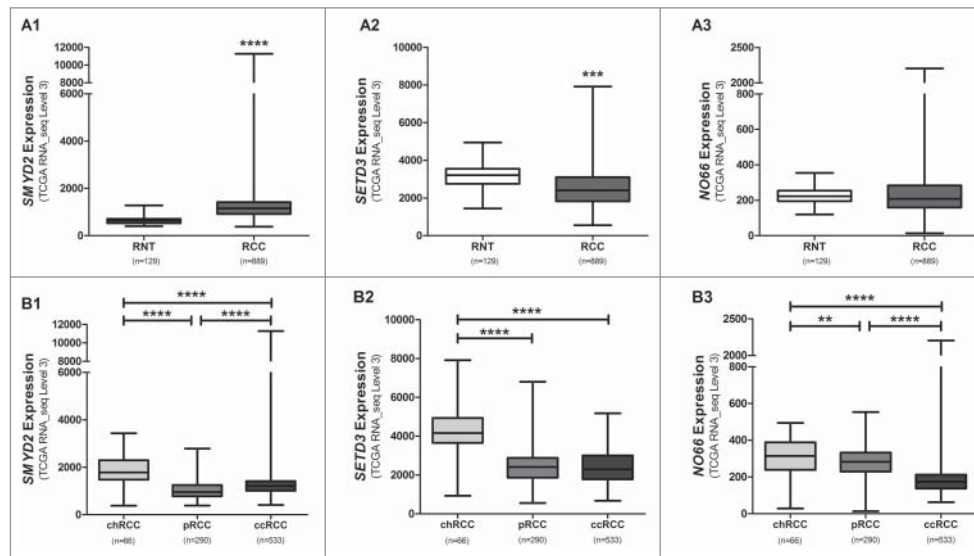 A1
SMYD2 Expression
(TCGA RNA_seq Level 3)
12000
10000
8000
6000
4000
2000
0
****
RNT
RCC
(n=129)
(n=889)
A2
SETD3 Expression
(TCGA RNA_seq Level 3)
10000
8000
6000
4000
2000
0
***
RNT
RCC
(n=129)
(n=889)
A3
NO66 Expression
(TCGA RNA_seq Level 3)
2500
2000
800
600
400
200
0
RNT
RCC
(n=129)
(n=889)
B1
SMYD2 Expression
(TCGA RNA_seq Level 3)
****
**** ****
12000
10000
8000
6000
4000
2000
0
chRCC
pRCC
ccRCC
(n=66)
(n=290)
(n=533)
B2
SETD3 Expression
(TCGA RNA_seq Level 3)
****
****
10000
8000
6000
4000
2000
0
chRCC
pRCC
ccRCC
(n=66)
(n=290)
(n=533)
B3
NO66 Expression
(TCGA RNA_seq Level 3)
****
** ****
2500
2000
800
600
400
200
0
chRCC
pRCC
ccRCC
(n=66)
(n=290)
(n=533)